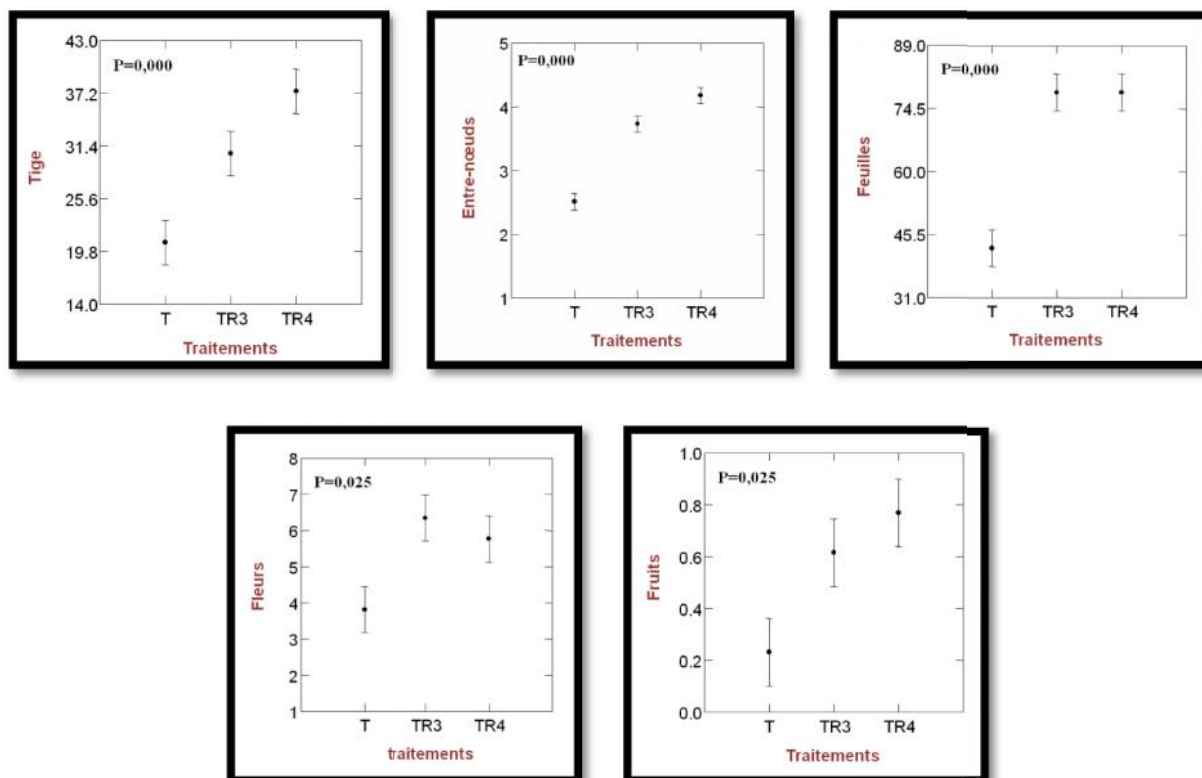 43.0
P=0,000
37.2
31.4
Tige
25.6
19.8
14.0
T TR3 TR4
Traitements
5
P=0,000
4
Entre-nœuds
3
2
1
T TR3 TR4
Traitements
89.0
P=0,000
74.5
Feuilles
60.0
45.5
31.0
T TR3 TR4
Traitements
8
P=0,025
7
6
5
Fleurs
4
3
2
1
T TR3 TR4
traitements
1.0
P=0,025
0.8
0.6
Fruits
0.4
0.2
0.0
T TR3 TR4
Traitements